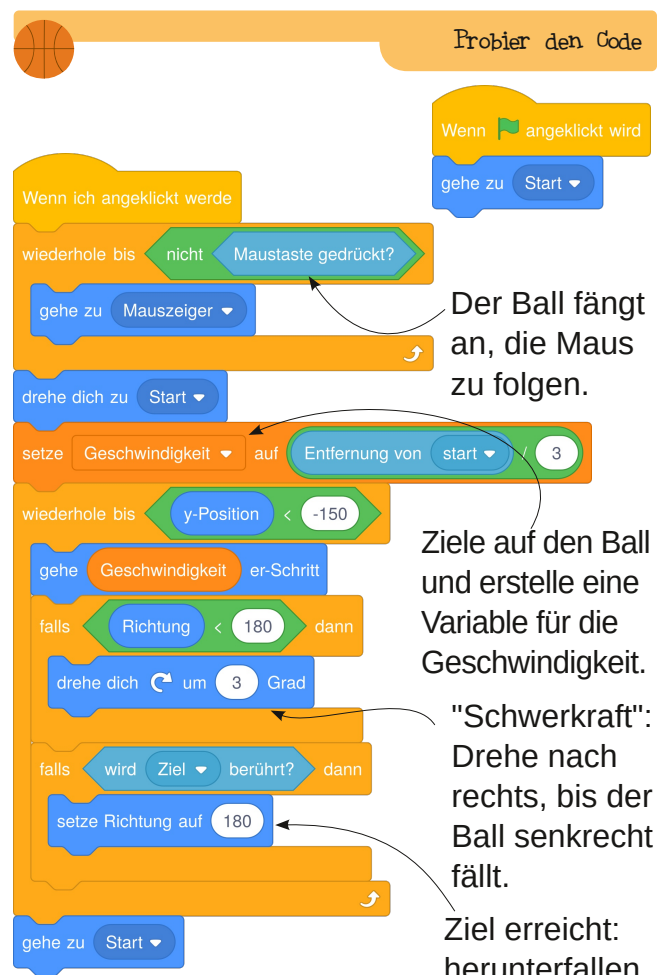 Probier den Code
Wenn angeklickt wird
gehe zu Start
Wenn ich angeklickt werde
wiederhole bis nicht Maustaste gedrückt?
gehe zu Mauszeiger
Der Ball fängt
an, die Maus
zu folgen.
drehe dich zu Start
setze Geschwindigkeit auf Entfernung von start / 3
wiederhole bis y-Position < -150
gehe Geschwindigkeit er-Schritt
falls Richtung < 180 dann
drehe dich um 3 Grad
Ziele auf den Ball
und erstelle eine
Variable für die
Geschwindigkeit.
"Schwerkraft":
Drehe nach
rechts, bis der
Ball senkrecht
fällt.
falls wird Ziel berührt? dann
setze Richtung auf 180
Ziel erreicht:
herunterfallen
gehe zu Start